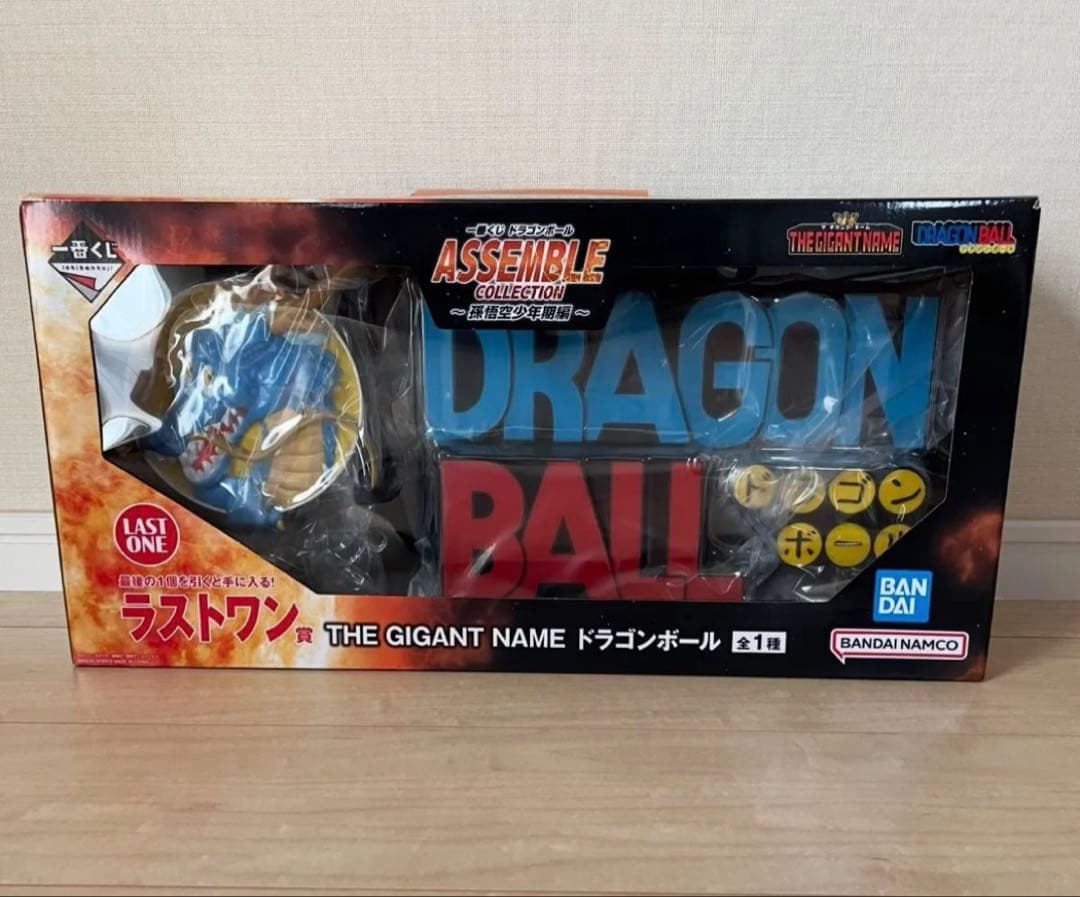 一番くじ
ichibankuji
一番くじ ドラゴンボール
ASSEMBLE
COLLECTION
～孫悟空少年期編～
THE GIGANT NAME
DRAGON BALL
DRAGON
BALL
ドラゴン
ボール
LAST
ONE
最後の1個を引くと手に入る!
ラストワン賞
THE GIGANT NAME ドラゴンボール 全1種
BAN
DAI
BANDAI NAMCO